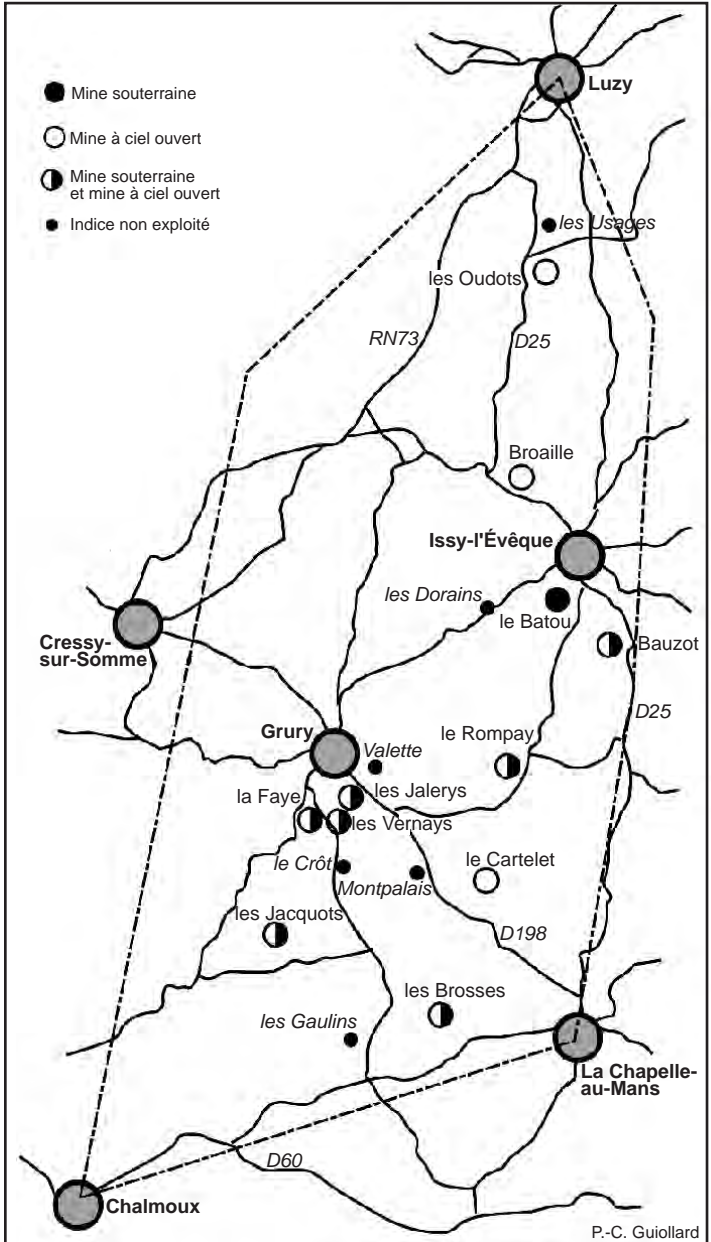 Luzy
Mine souterraine
Mine à ciel ouvert
Mine souterraine
et mine à ciel ouvert
Indice non exploité
les Usages
les Oudots
RN73
D25
Broaille
Issy-l'Évêque
les Dorains
le Batou
Cressy-
sur-Somme
Bauzot
D25
Grury
le Rompay
Valette
la Faye
les Jalerys
les Vernays
le Crôt
Montpalais
le Cartelet
les Jacquots
D198
les Brosses
les Gaulins
La Chapelle-
au-Mans
D60
Chalmoux
P.-C. Guiollard